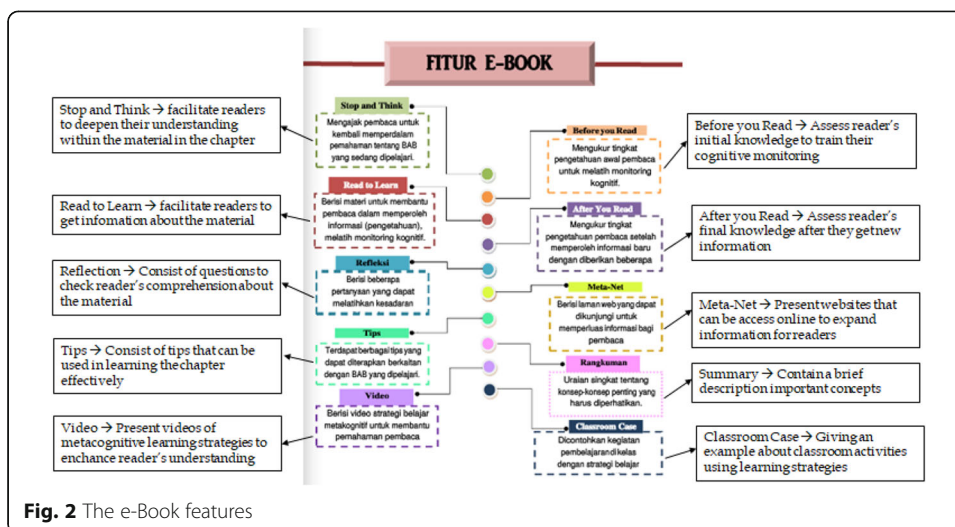 FITUR E-BOOK
Stop and Think → facilitate readers
to deepen their understanding
within the material in the chapter
Read to Learn → facilitate readers
to get infomation about the material
Reflection → Consist of questions to
check reader's comprehension about
the material
Tips → Consist of tips that can be
used in learning the chapter
effectively
Video → Present videos of
metacognitive learning strategies to
enchance reader's understanding
Stop and Think
Mengajak pembaca untuk
kembali memperdalam
pemahaman tentang BAB
yang sedang dipelajari.
Read to Learn
Berisi materi untuk membantu
pembaca dalam memperoleh
informasi (pengetahuan),
melatih monitoring kognitif.
Refleksi
Berisi beberapa
pertanyaan yang dapat
melatihkan kesadaran
Tips
Terdapat berbagai tips yang
dapat diterapkan berkaitan
dengan BAB yang dipelajari.
Video
Berisi video strategi belajar
metakognitif untuk membantu
pemahaman pembaca
Before you Read
Mengukur tingkat
pengetahuan awal pembaca
untuk melatih monitoring
kognitif.
After You Read
Mengukur tingkat
pengetahuan pembaca setelah
memperoleh informasi baru
dengan diberikan beberapa
Meta-Net
Berisi laman web yang dapat
dikunjungi untuk
memperluas informasi bagi
pembaca
Rangkuman
Uraian singkat tentang
konsep-konsep penting yang
harus diperhatikan.
Classroom Case
Dicontohkan kegiatan
pembelajaran di kelas
dengan strategi belajar
Before you Read → Assess reader's
initial knowledge to train their
cognitive monitoring
After you Read → Assess reader's
final knowledge after they get new
information
Meta-Net → Present websites that
can be access online to expand
information for readers
Summary → Contain a brief
description important concepts
Classroom Case → Giving an
example about classroom activities
using learning strategies
Fig. 2 The e-Book features